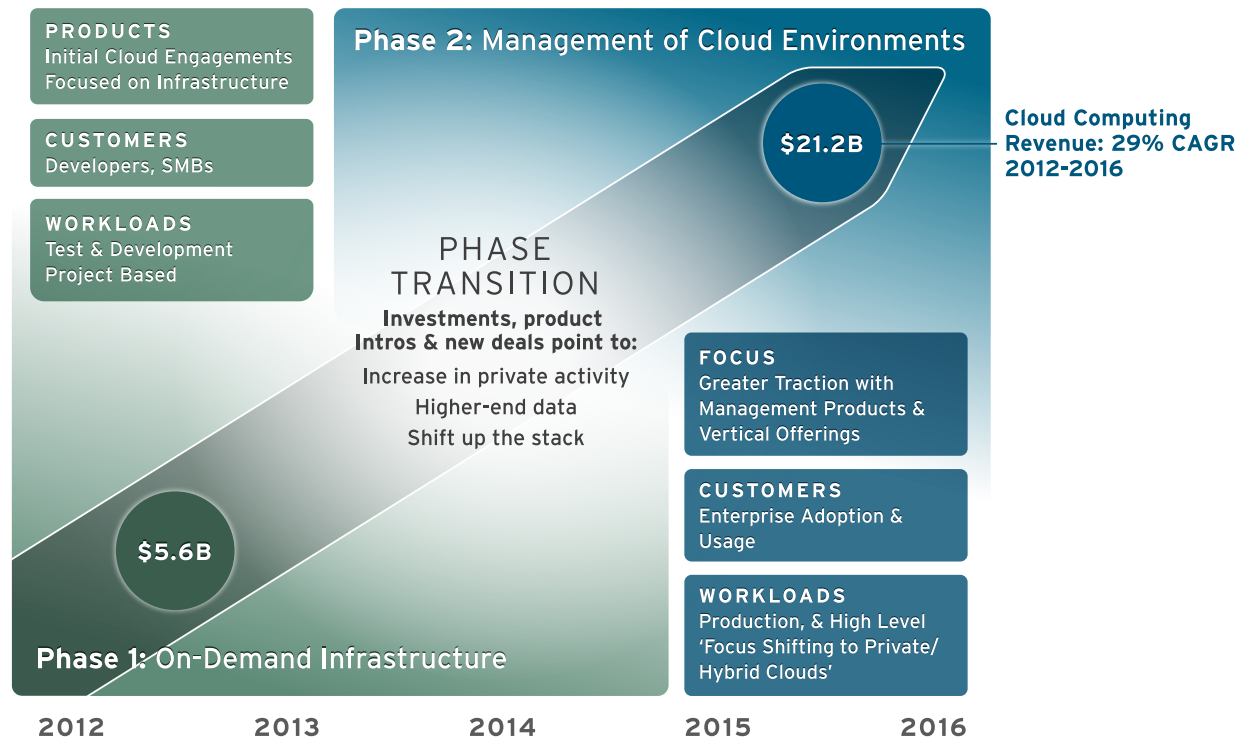 PRODUCTS
Initial Cloud Engagements
Focused on Infrastructure
CUSTOMERS
Developers, SMBs
WORKLOADS
Test & Development
Project Based
Phase 2: Management of Cloud Environments
$21.2B
Cloud Computing
Revenue: 29% CAGR
2012-2016
PHASE
TRANSITION
Investments, product
Intros & new deals point to:
Increase in private activity
Higher-end data
Shift up the stack
FOCUS
Greater Traction with
Management Products &
Vertical Offerings
CUSTOMERS
Enterprise Adoption &
Usage
WORKLOADS
Production, & High Level
‘Focus Shifting to Private/
Hybrid Clouds’
$5.6B
Phase 1: On-Demand Infrastructure
2012 2013 2014 2015 2016